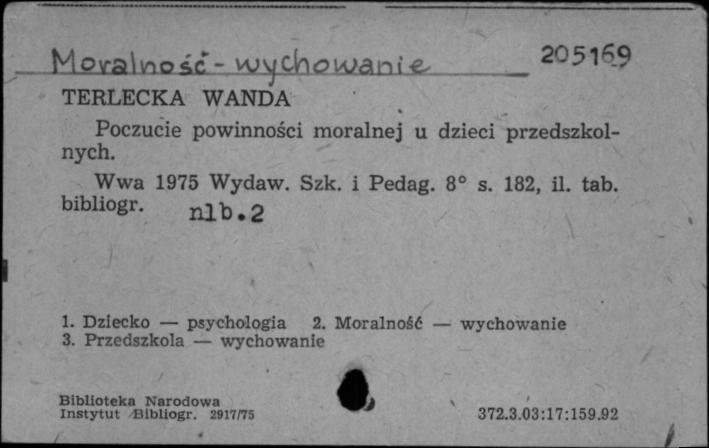 Moralność - wychowanie 205169
TERLECKA WANDA
Poczucie powinności moralnej u dzieci przedszkol-
nych.
Wwa 1975 Wydaw. Szk. i Pedag. 8° s. 182, il. tab.
bibliogr. nlb.2
1. Dziecko — psychologia 2. Moralność — wychowanie
3. Przedszkola — wychowanie
Biblioteka Narodowa
Instytut Bibliogr. 2917/75 372.3.03:17:159.92